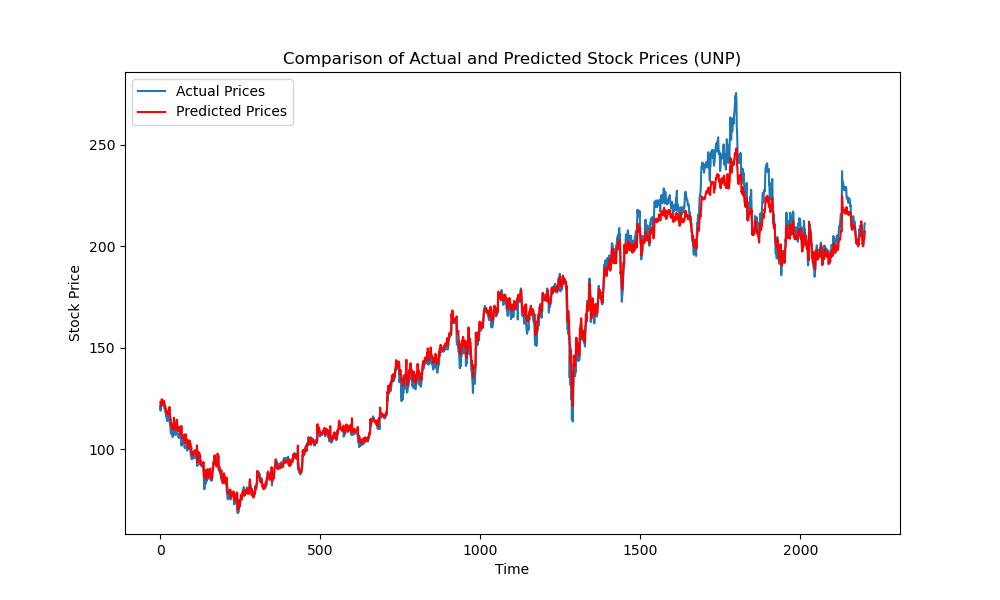 Comparison of Actual and Predicted Stock Prices (UNP)
Actual Prices
Predicted Prices
250
200
150
100
Stock Price
0 500 1000 1500 2000
Time